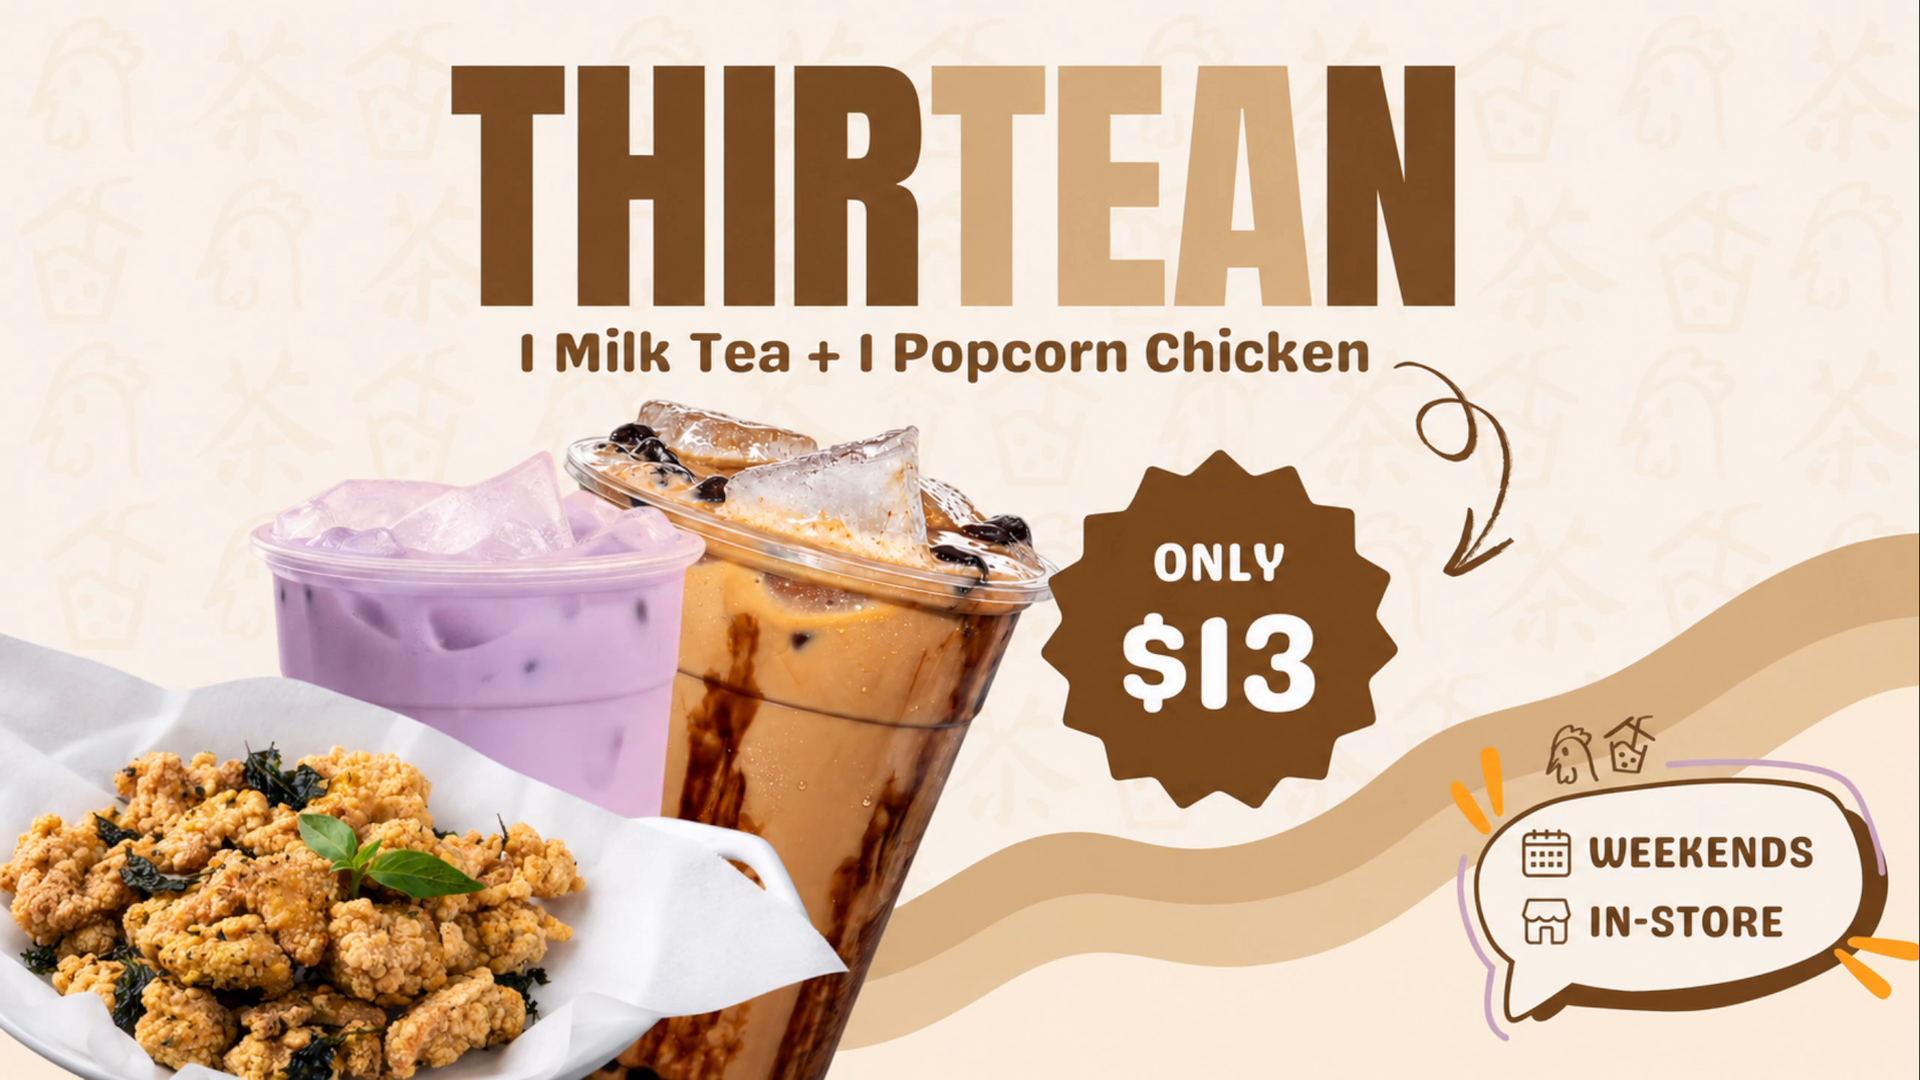 THIRTEAN
1 Milk Tea + 1 Popcorn Chicken
ONLY
$13
WEEKENDS
IN-STORE